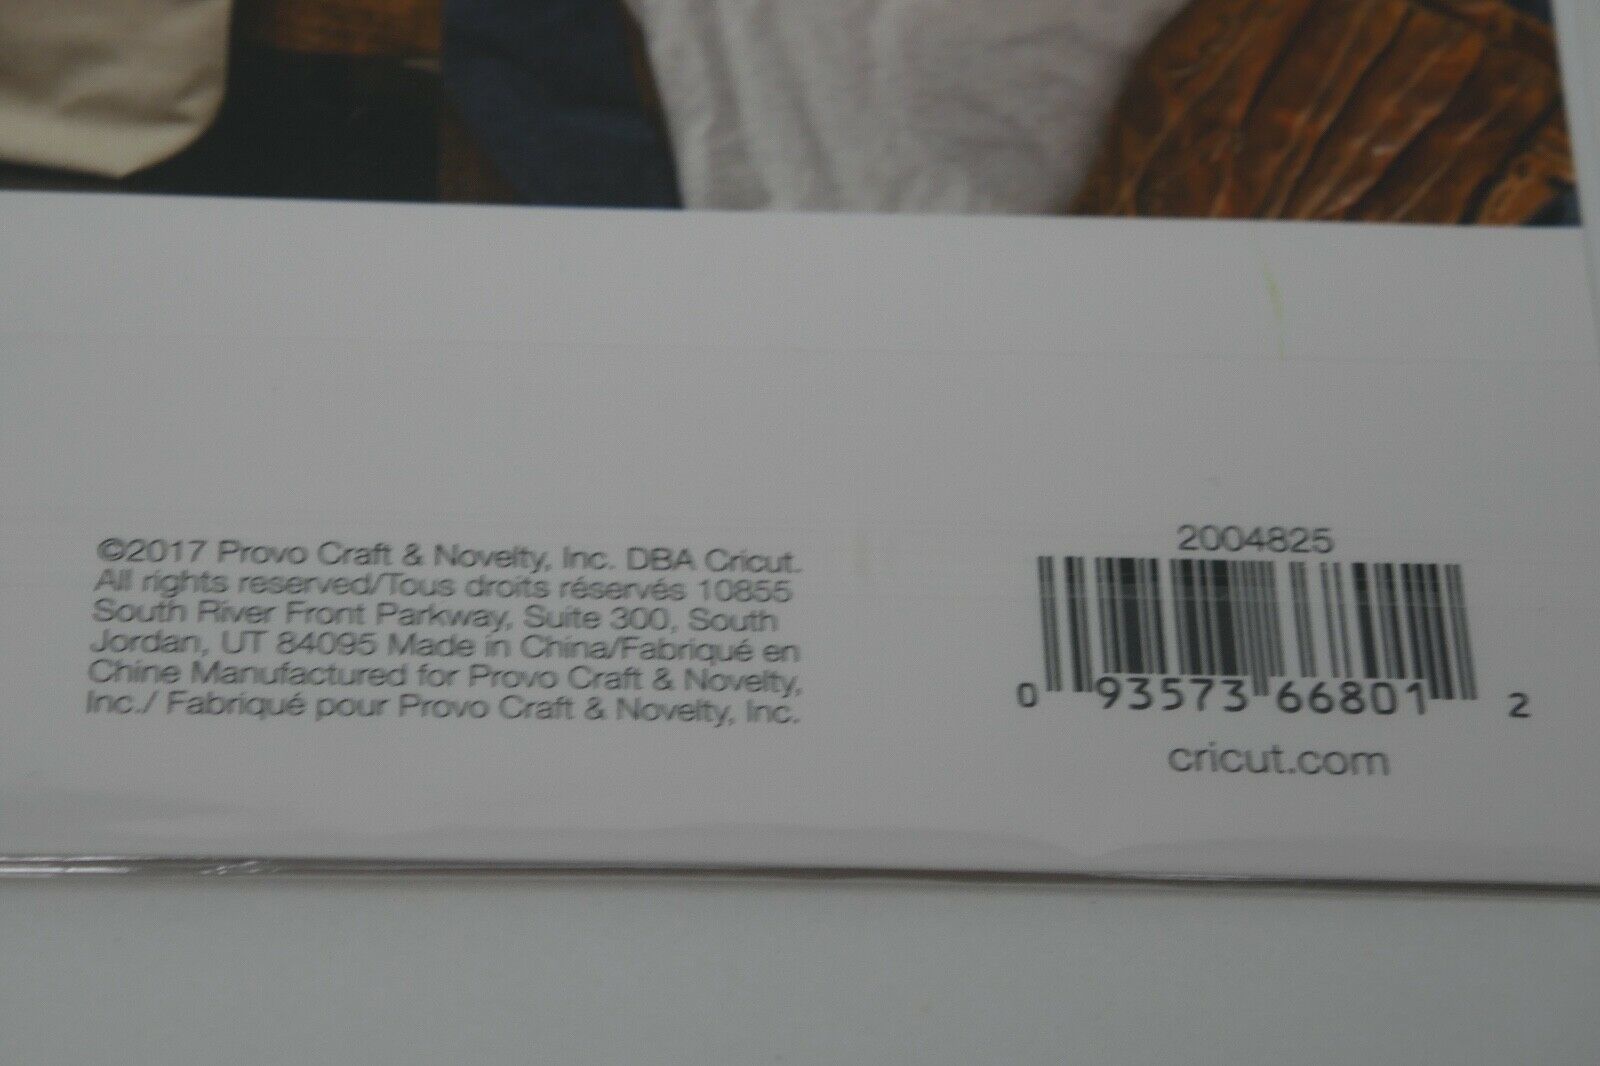 ©2017 Provo Craft & Novelty, Inc. DBA Cricut.
All rights reserved/Tous droits réservés 10855
South River Front Parkway, Suite 300, South
Jordan, UT 84095 Made in China/Fabriqué en
Chine Manufactured for Provo Craft & Novelty,
Inc./ Fabriqué pour Provo Craft & Novelty, Inc.
2004825
0 93573 66801 2
cricut.com